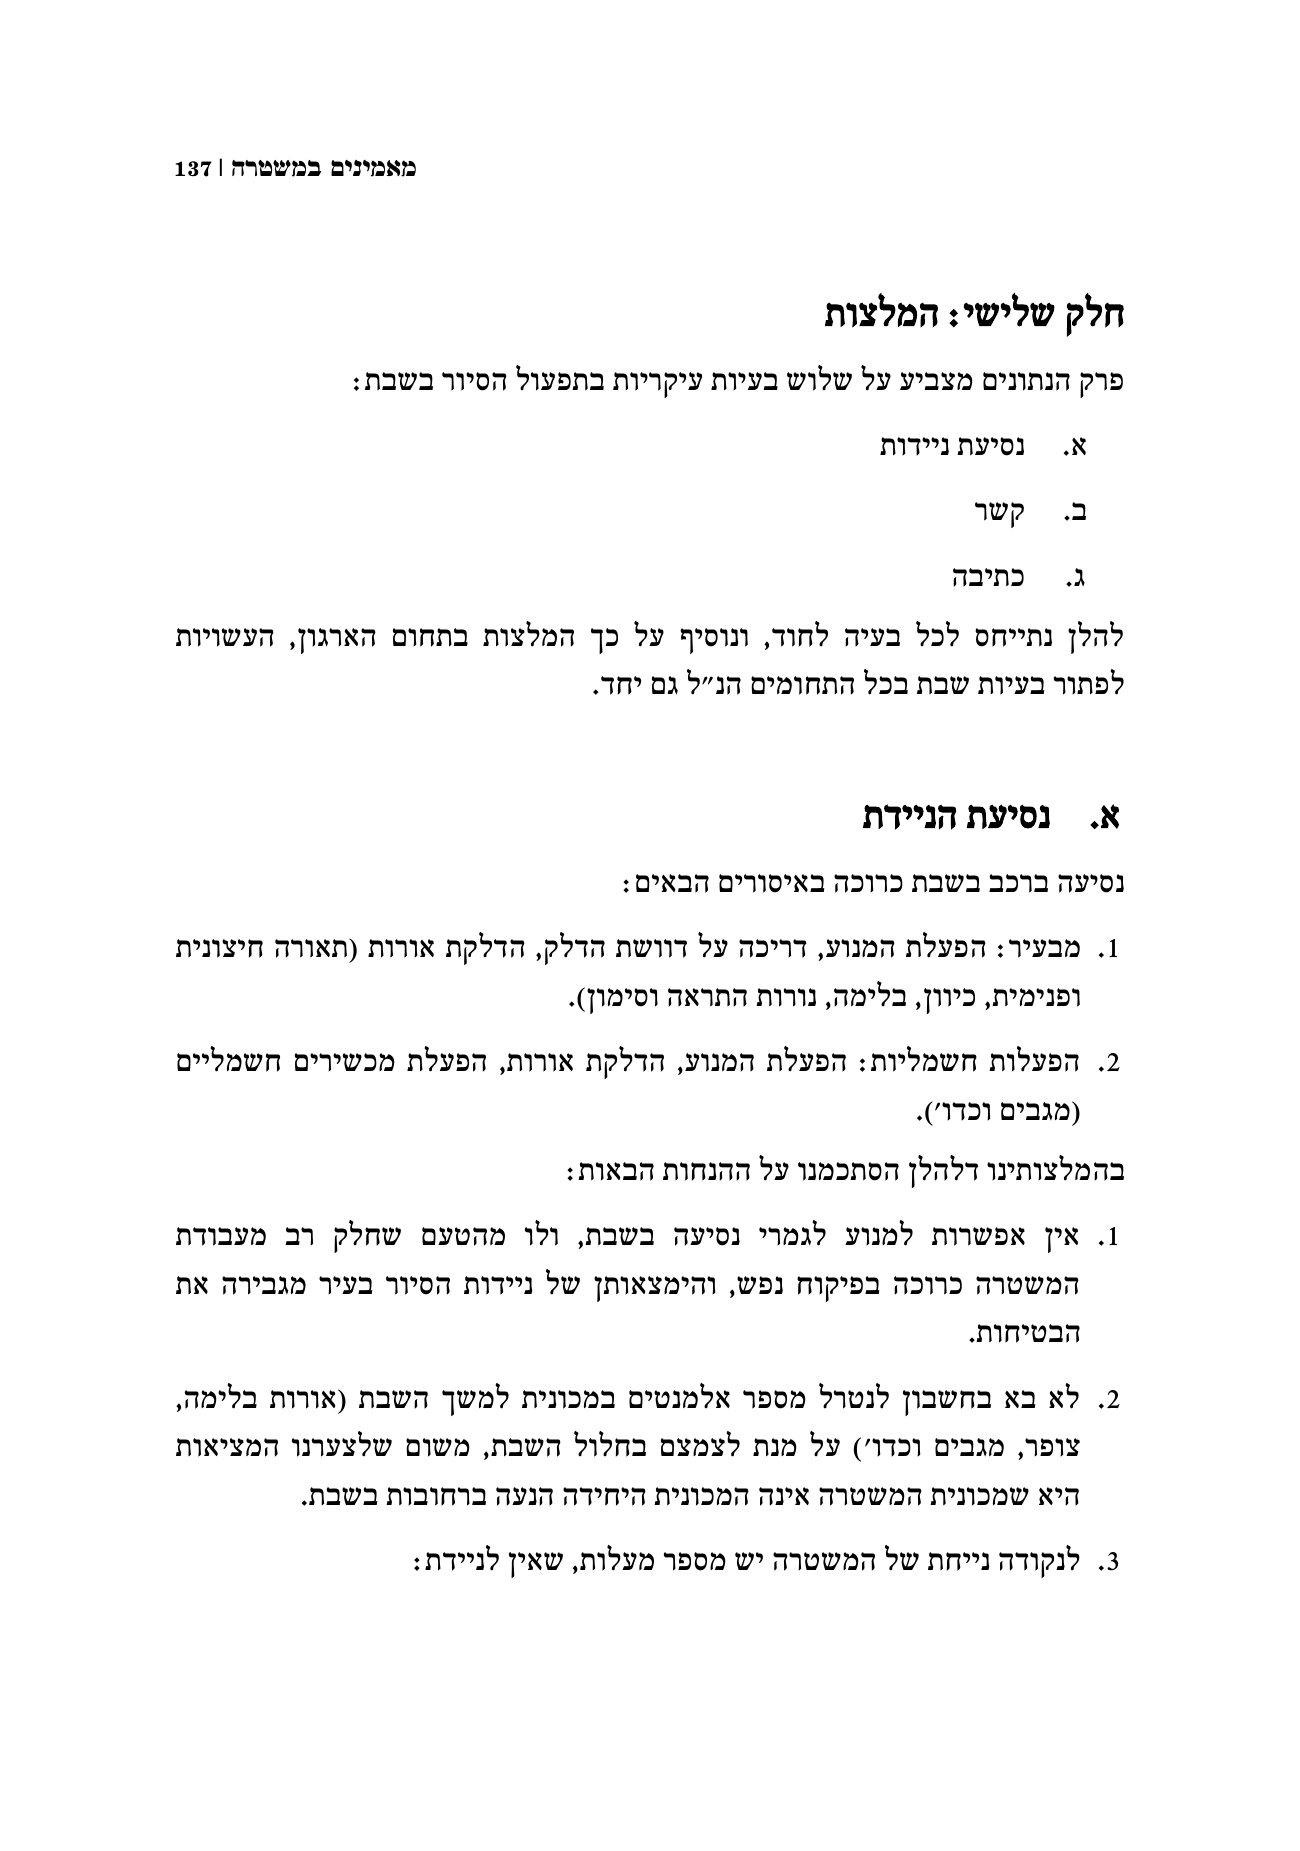 מאמינים במשטרה | 137
חלק שלישי: המלצות
פרק הנתונים מצביע על שלוש בעיות עיקריות בתפעול הסיור בשבת:
א. נסיעת ניידות
ב. קשר
ג. כתיבה
להלן נתייחס לכל בעיה לחוד, ונוסיף על כך המלצות בתחום הארגון, העשויות
לפתור בעיות שבת בכל התחומים הנ״ל גם יחד.
א. נסיעת הניידת
נסיעה ברכב בשבת כרוכה באיסורים הבאים:
1. מבעיר: הפעלת המנוע, דריכה על דוושת הדלק, הדלקת אורות (תאורה חיצונית
ופנימית, כיוון, בלימה, נורות התראה וסימון).
2. הפעלות חשמליות: הפעלת המנוע, הדלקת אורות, הפעלת מכשירים חשמליים
(מגבים וכדו׳).
בהמלצותינו דלהלן הסתכמנו על ההנחות הבאות:
1. אין אפשרות למנוע לגמרי נסיעה בשבת, ולו מהטעם שחלק רב מעבודת
המשטרה כרוכה בפיקוח נפש, והימצאותן של ניידות הסיור בעיר מגבירה את
הבטיחות.
2. לא בא בחשבון לנטרל מספר אלמנטים במכונית למשך השבת (אורות בלימה,
צופר, מגבים וכדו׳) על מנת לצמצם בחלול השבת, משום שלצערנו המציאות
היא שמכונית המשטרה אינה המכונית היחידה הנעה ברחובות בשבת.
3. לנקודה נייחת של המשטרה יש מספר מעלות, שאין לניידת: